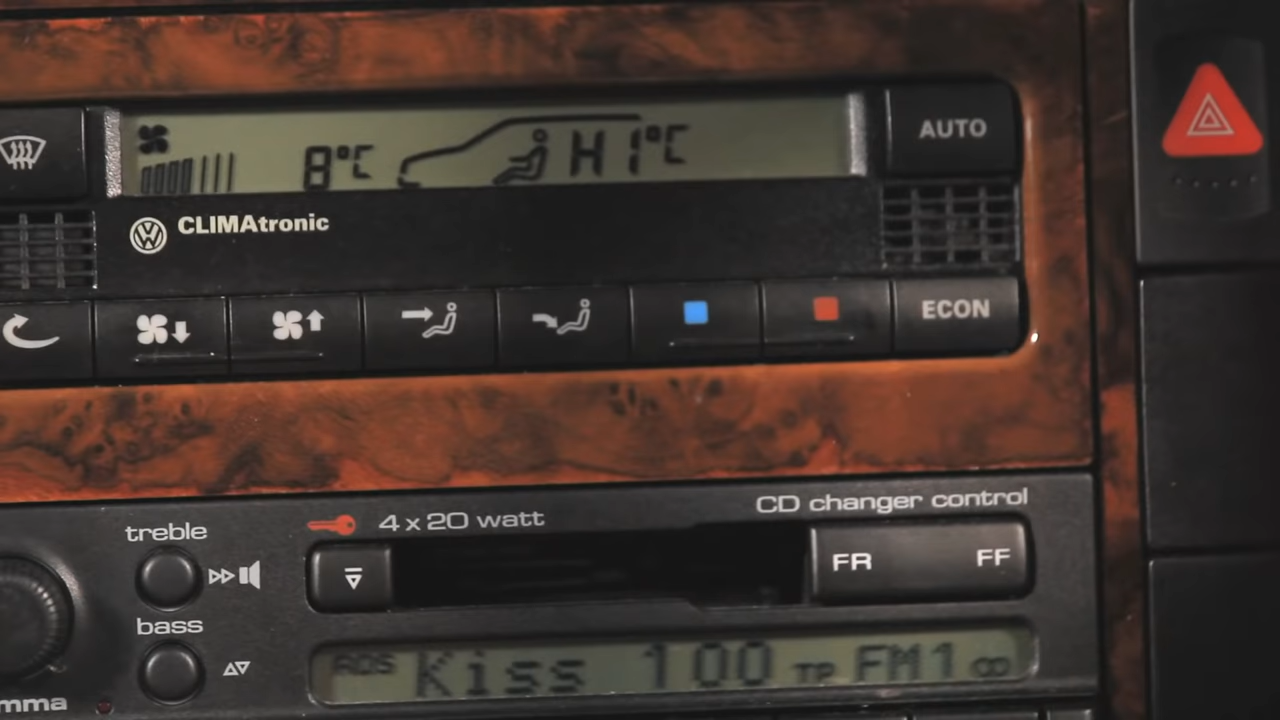 AUTO
8°C
HI°C
CLIMAtronic
ECON
CD changer control
treble
4 x 20 watt
FR
FF
bass
RDS Kiss 100 TP FM1
mma